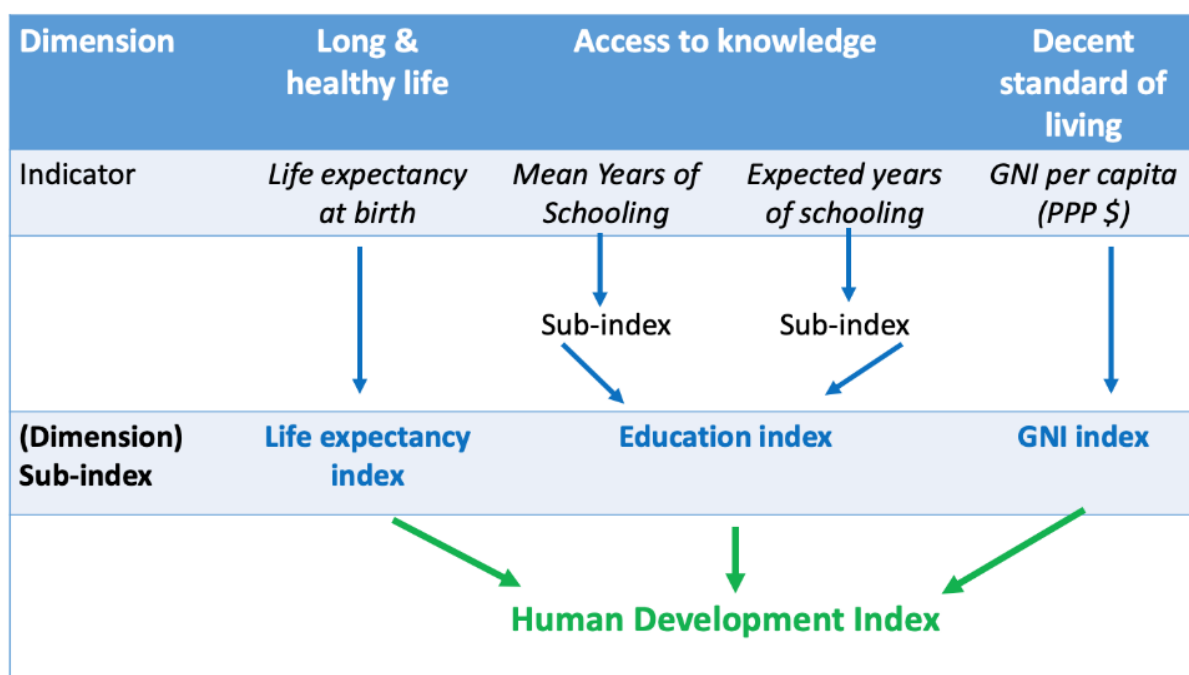 Dimension
Long &
healthy life
Access to knowledge
Decent
standard of
living
Indicator
Life expectancy
at birth
Mean Years of
Schooling
Expected years
of schooling
GNI per capita
(PPP $)
Sub-index
Sub-index
(Dimension)
Sub-index
Life expectancy
index
Education index
GNI index
Human Development Index